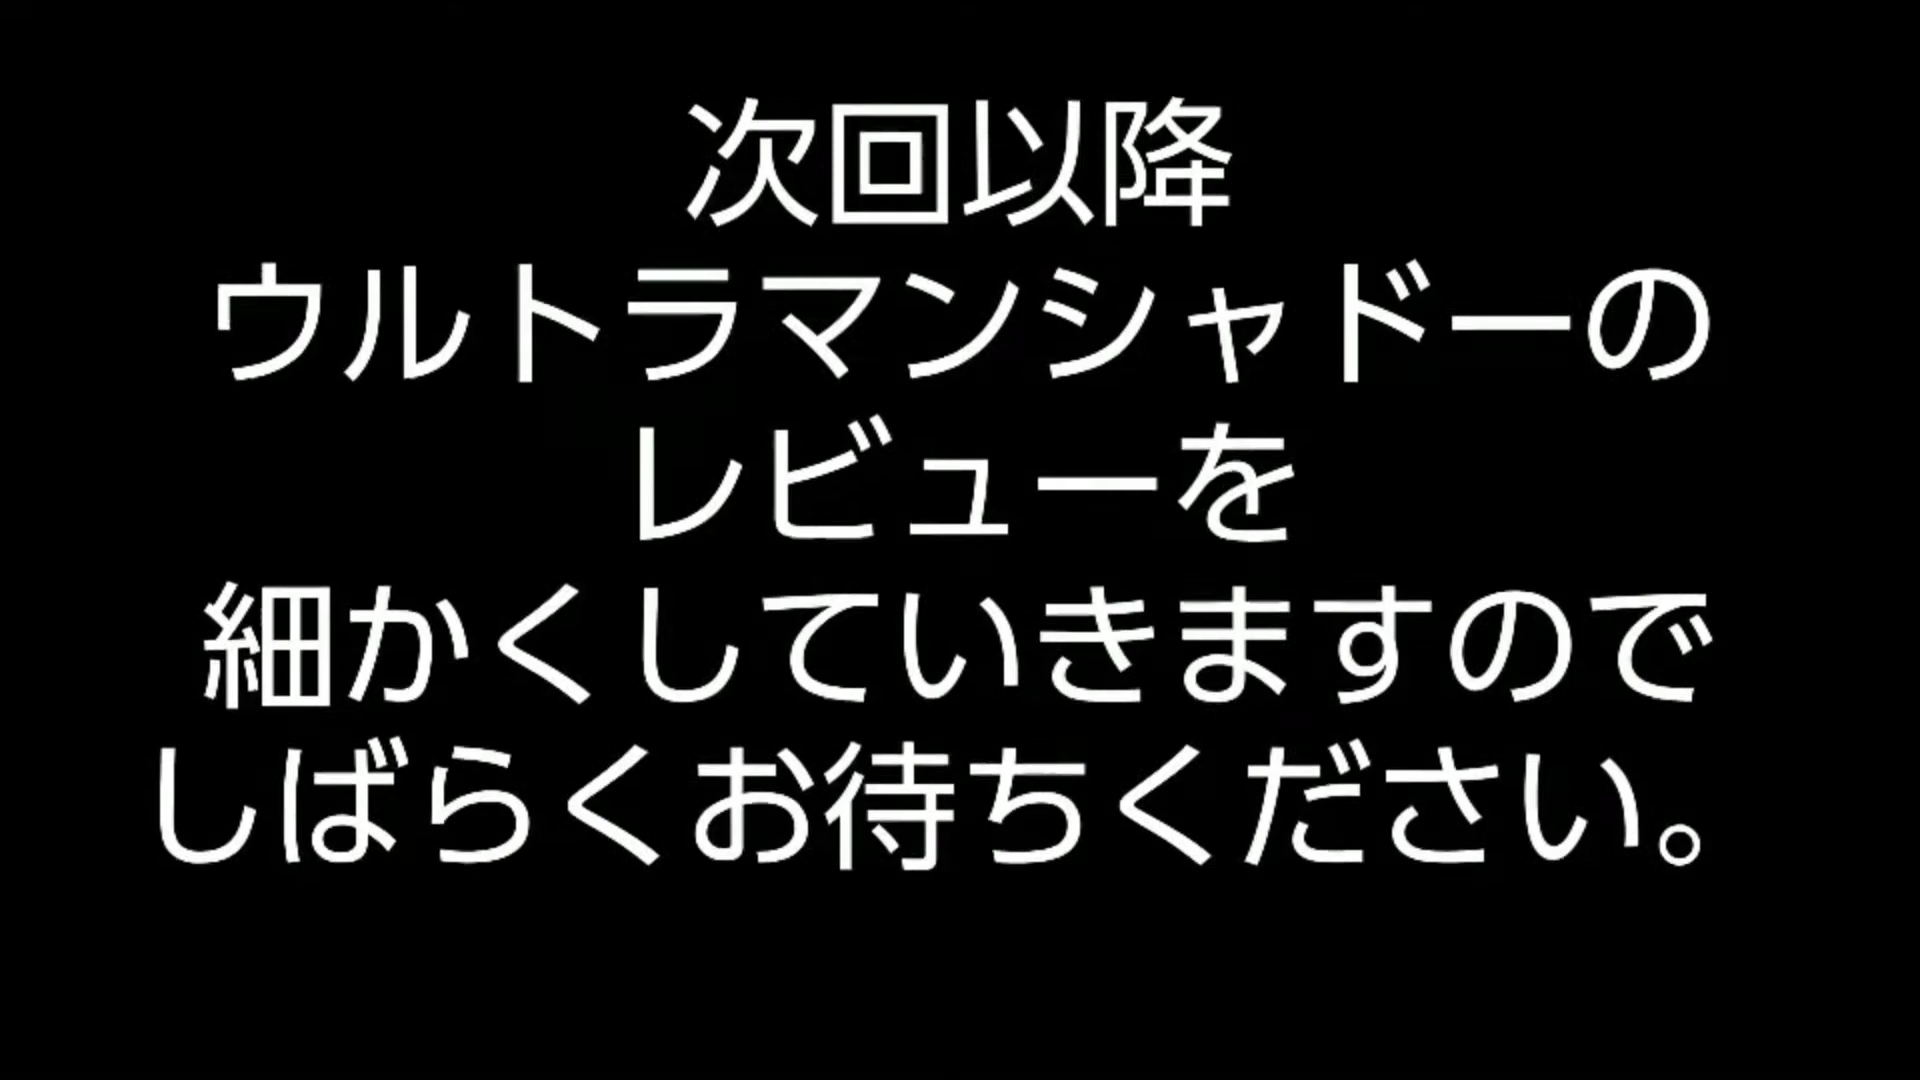 次回以降
ウルトラマンシャドーの
レビューを
細かくしていきますので
しばらくお待ちください。